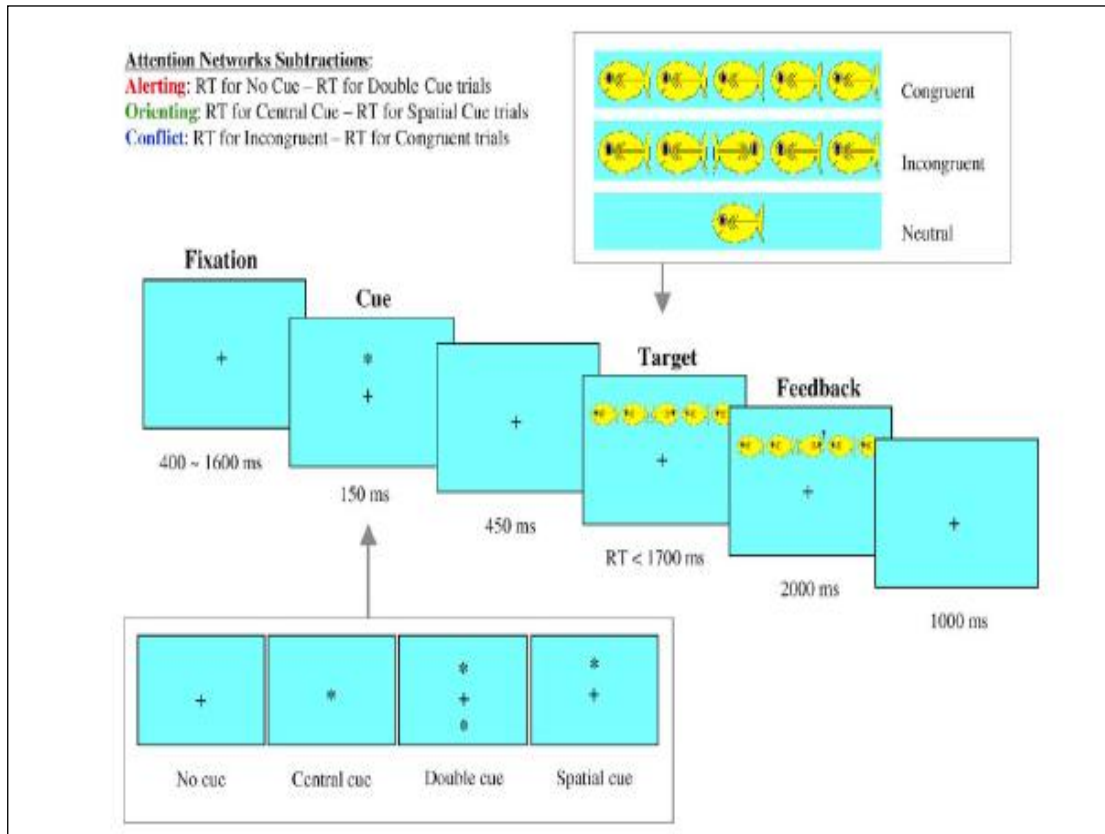 Attention Networks Subtractions:
Alerting: RT for No Cue – RT for Double Cue trials
Orienting: RT for Central Cue – RT for Spatial Cue trials
Conflict: RT for Incongruent – RT for Congruent trials
Congruent
Incongruent
Neutral
Fixation
Cue
Target
Feedback
400 ~ 1600 ms
150 ms
450 ms
RT < 1700 ms
2000 ms
1000 ms
No cue
Central cue
Double cue
Spatial cue